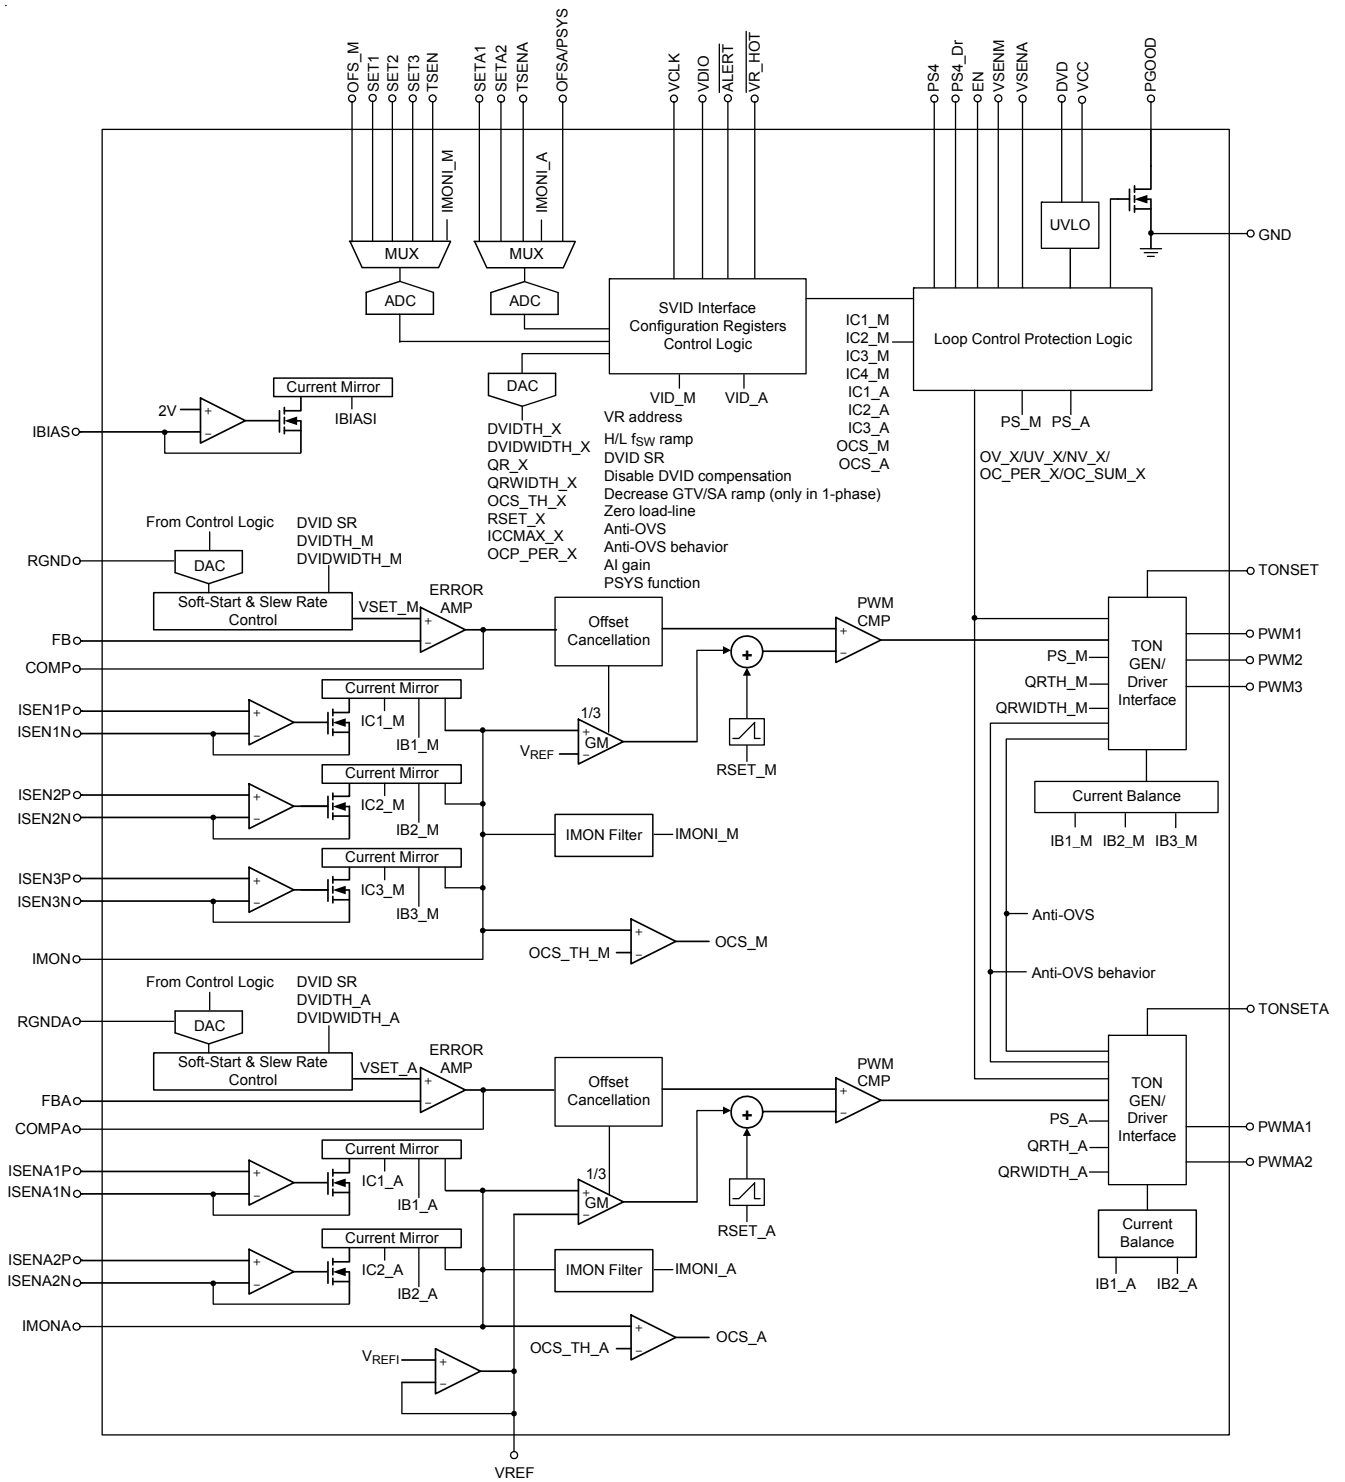 OFS_M
SET1
SET2
SET3
TSEN
SETA1
SETA2
TSENA
OFSA/PSYS
VCLK
VDIO
ALERT
VR_HOT
PS4
PS4_Dr
EN
VSENM
VSENA
DVD
VCC
PGOOD
IMONI_M
IMONI_A
MUX
MUX
UVLO
GND
ADC
ADC
SVID Interface
Configuration Registers
Control Logic
Loop Control Protection Logic
IC1_M
IC2_M
IC3_M
IC4_M
IC1_A
IC2_A
IC3_A
OCS_M
OCS_A
DAC
VID_M
VID_A
PS_M
PS_A
OV_X/UV_X/NV_X/
OC_PER_X/OC_SUM_X
Current Mirror
2V
IBIASI
IBIAS
DVIDTH_X
DVIDWIDTH_X
QR_X
QRWIDTH_X
OCS_TH_X
RSET_X
ICCMAX_X
OCP_PER_X
VR address
H/L fSW ramp
DVID SR
Disable DVID compensation
Decrease GTV/SA ramp (only in 1-phase)
Zero load-line
Anti-OVS
Anti-OVS behavior
AI gain
PSYS function
From Control Logic
DVID SR
DVIDTH_M
DVIDWIDTH_M
RGND
DAC
Soft-Start & Slew Rate
Control
VSET_M
ERROR
AMP
+
−
FB
COMP
Offset
Cancellation
PWM
CMP
+
−
+
TONSET
TON
GEN/
Driver
Interface
PWM1
PWM2
PWM3
PS_M
QRTH_M
QRWIDTH_M
ISEN1P
ISEN1N
+
−
Current Mirror
IC1_M
IB1_M
1/3
+
GM
−
VREF
RSET_M
ISEN2P
ISEN2N
+
−
Current Mirror
IC2_M
IB2_M
IMON Filter
IMONI_M
Current Balance
IB1_M
IB2_M
IB3_M
ISEN3P
ISEN3N
+
−
Current Mirror
IC3_M
IB3_M
IMON
OCS_TH_M
+
−
OCS_M
Anti-OVS
Anti-OVS behavior
From Control Logic
DVID SR
DVIDTH_A
DVIDWIDTH_A
RGNDA
DAC
Soft-Start & Slew Rate
Control
VSET_A
ERROR
AMP
+
−
FBA
COMPA
Offset
Cancellation
PWM
CMP
+
−
+
TONSETA
TON
GEN/
Driver
Interface
PWMA1
PWMA2
PS_A
QRTH_A
QRWIDTH_A
ISENA1P
ISENA1N
+
−
Current Mirror
IC1_A
IB1_A
1/3
+
GM
−
RSET_A
Current
Balance
IB1_A
IB2_A
ISENA2P
ISENA2N
+
−
Current Mirror
IC2_A
IB2_A
IMON Filter
IMONI_A
IMONA
OCS_TH_A
+
−
OCS_A
VREFI
+
−
VREF